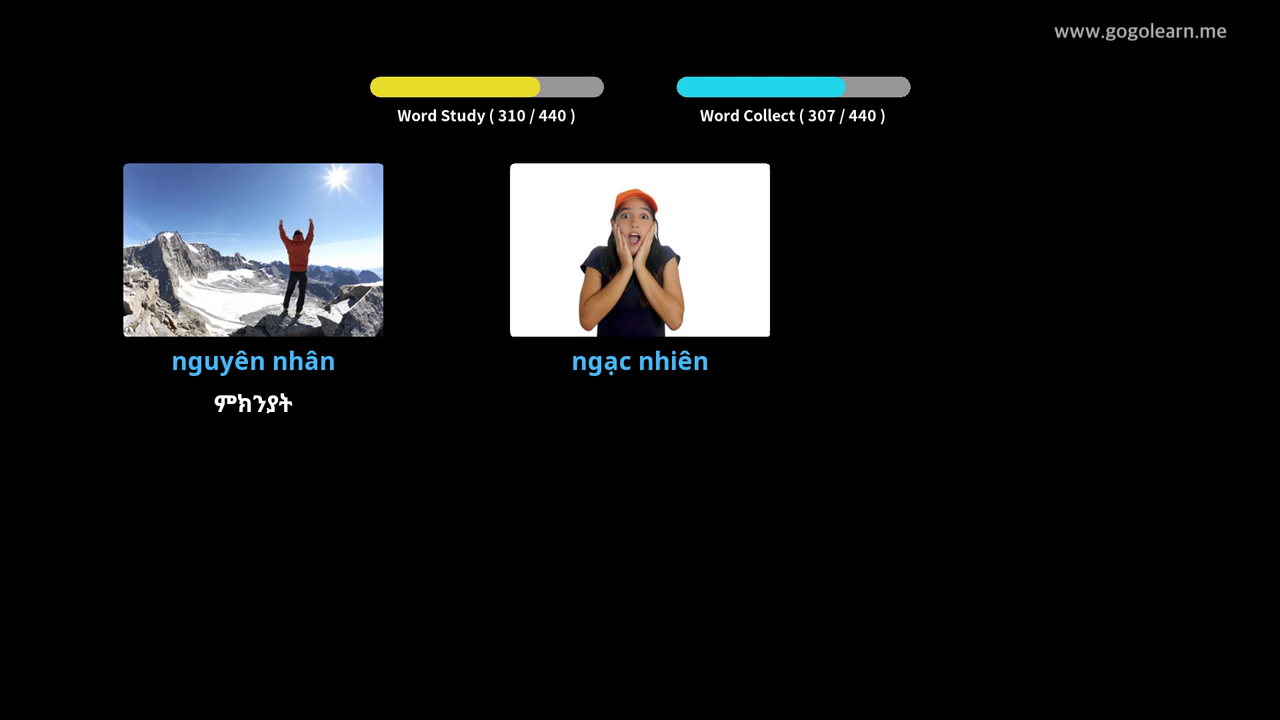 www.gogolearn.me
Word Study ( 310 / 440 )
Word Collect ( 307 / 440 )
nguyên nhân
ngạc nhiên
ምክንያት